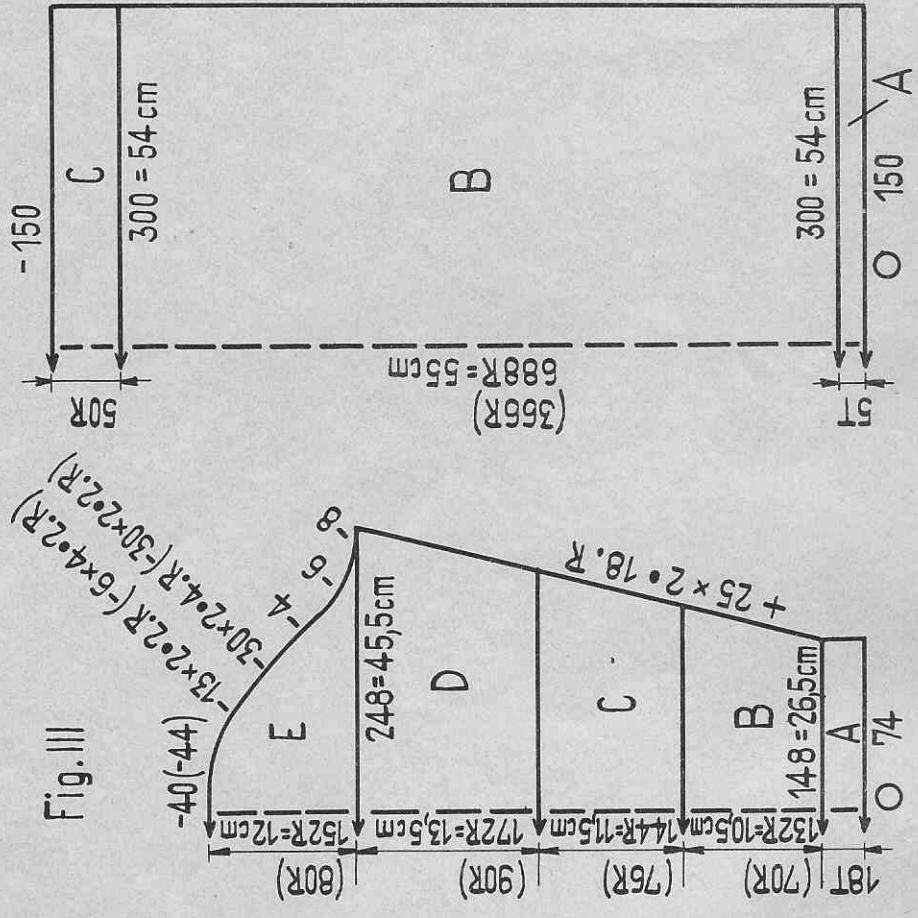 Fig.III
-40(-44)
-13×2•2.R(-6×4•2.R)
-30×2•4.R(-30×2•2.R)
-4
-6
-8
E
248=45,5cm
D
+25×2•18.R
C
B
148=26,5cm
A
O 74
152R=12cm
(80R)
172R=13,5cm
(90R)
144R=11,5cm
(76R)
132R=10,5cm
(70R)
18T
-150
C
50R
300=54cm
B
688R=55cm
(366R)
300=54cm
5T
O 150
A